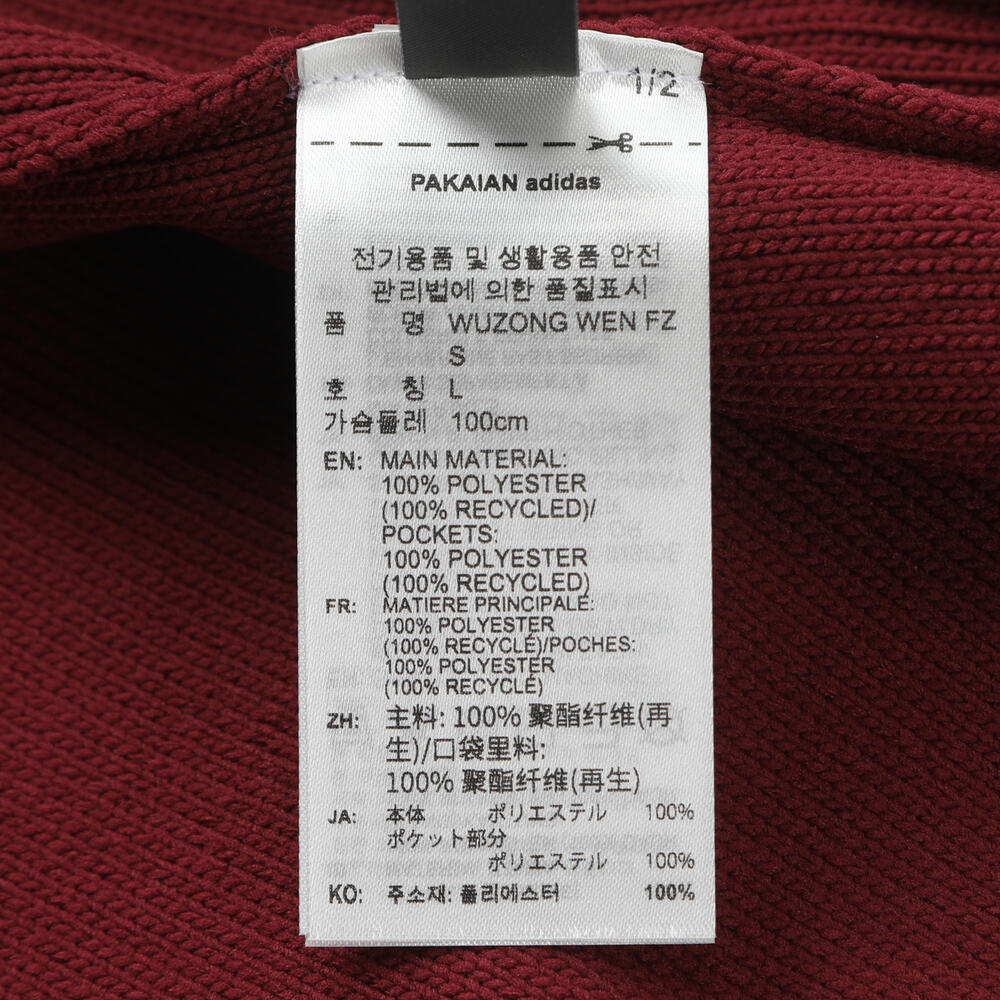 1/2
PAKAIAN adidas
전기용품 및 생활용품 안전
관리법에 의한 품질표시
품 명 WUZONG WEN FZ
S
호 칭 L
가슴둘레 100cm
EN: MAIN MATERIAL:
100% POLYESTER
(100% RECYCLED)/
POCKETS:
100% POLYESTER
(100% RECYCLED)
FR: MATIERE PRINCIPALE:
100% POLYESTER
(100% RECYCLÉ)/POCHES:
100% POLYESTER
(100% RECYCLÉ)
ZH: 主料: 100% 聚酯纤维(再
生)/口袋里料:
100% 聚酯纤维(再生)
JA: 本体 ポリエステル 100%
ポケット部分
ポリエステル 100%
KO: 주소재: 폴리에스터 100%